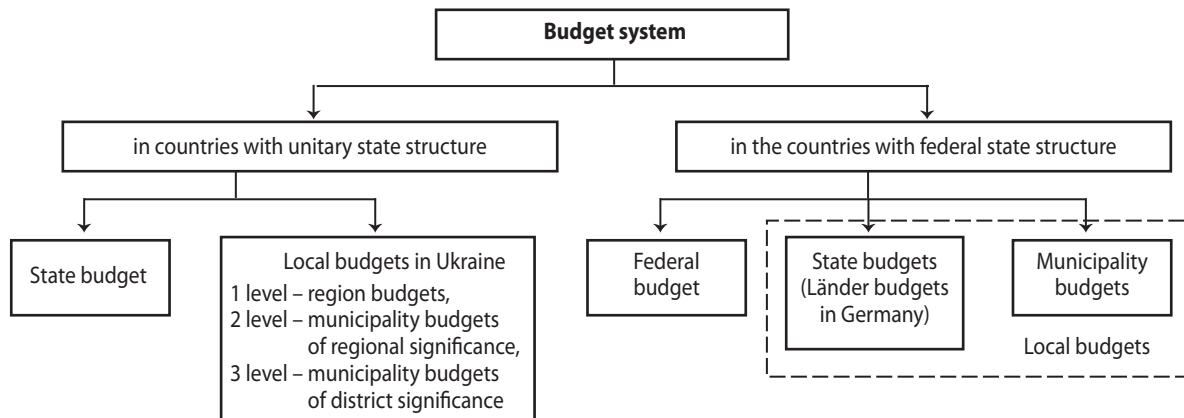 Budget system
in countries with unitary state structure
in the countries with federal state structure
State budget
Local budgets in Ukraine
1 level – region budgets,
2 level – municipality budgets
of regional significance,
3 level – municipality budgets
of district significance
Federal
budget
State budgets
(Länder budgets
in Germany)
Municipality
budgets
Local budgets